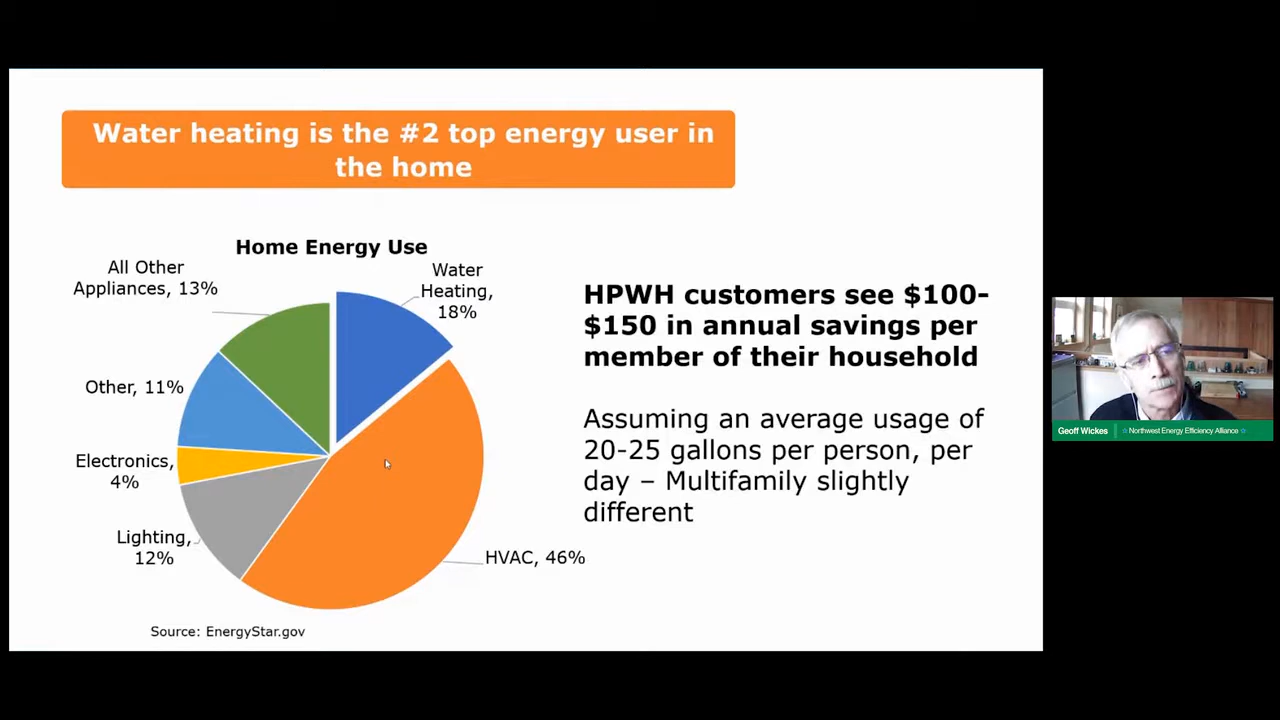 Water heating is the #2 top energy user in
the home
Home Energy Use
All Other
Appliances, 13%
Water
Heating,
18%
Other, 11%
Electronics,
4%
Lighting,
12%
HVAC, 46%
Source: EnergyStar.gov
HPWH customers see $100-
$150 in annual savings per
member of their household
Assuming an average usage of
20-25 gallons per person, per
day – Multifamily slightly
different
Geoff Wickes
Northwest Energy Efficiency Alliance